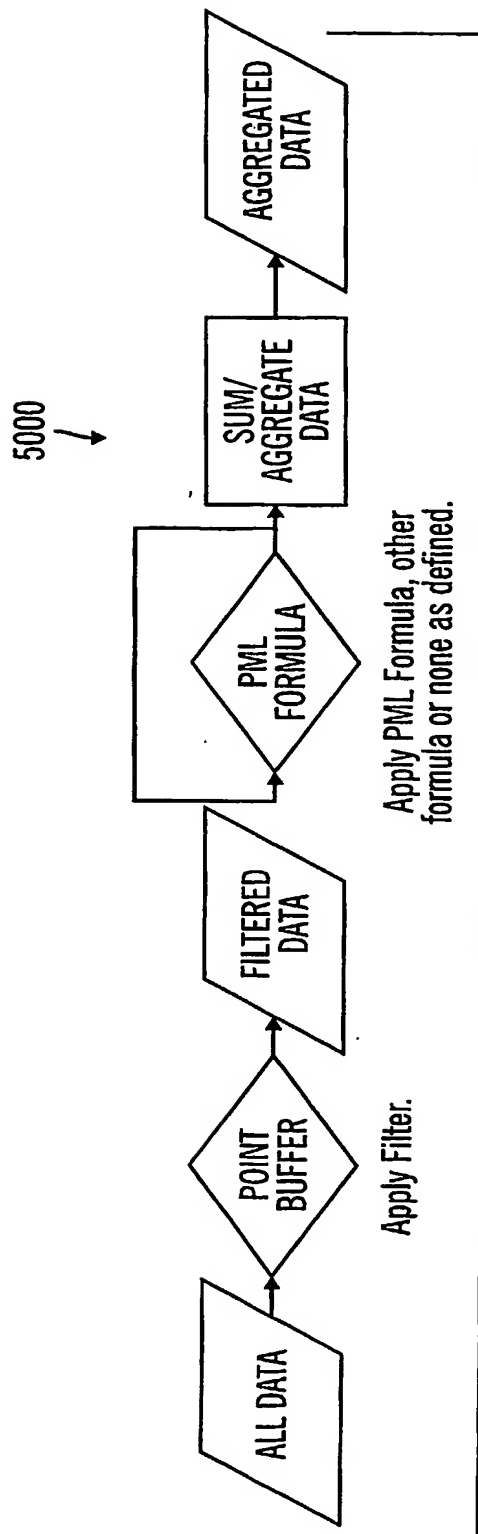 5000
ALL DATA
POINT
BUFFER
Apply Filter.
FILTERED
DATA
PML
FORMULA
Apply PML Formula, other
formula or none as defined.
SUM/
AGGREGATE
DATA
AGGREGATED
DATA